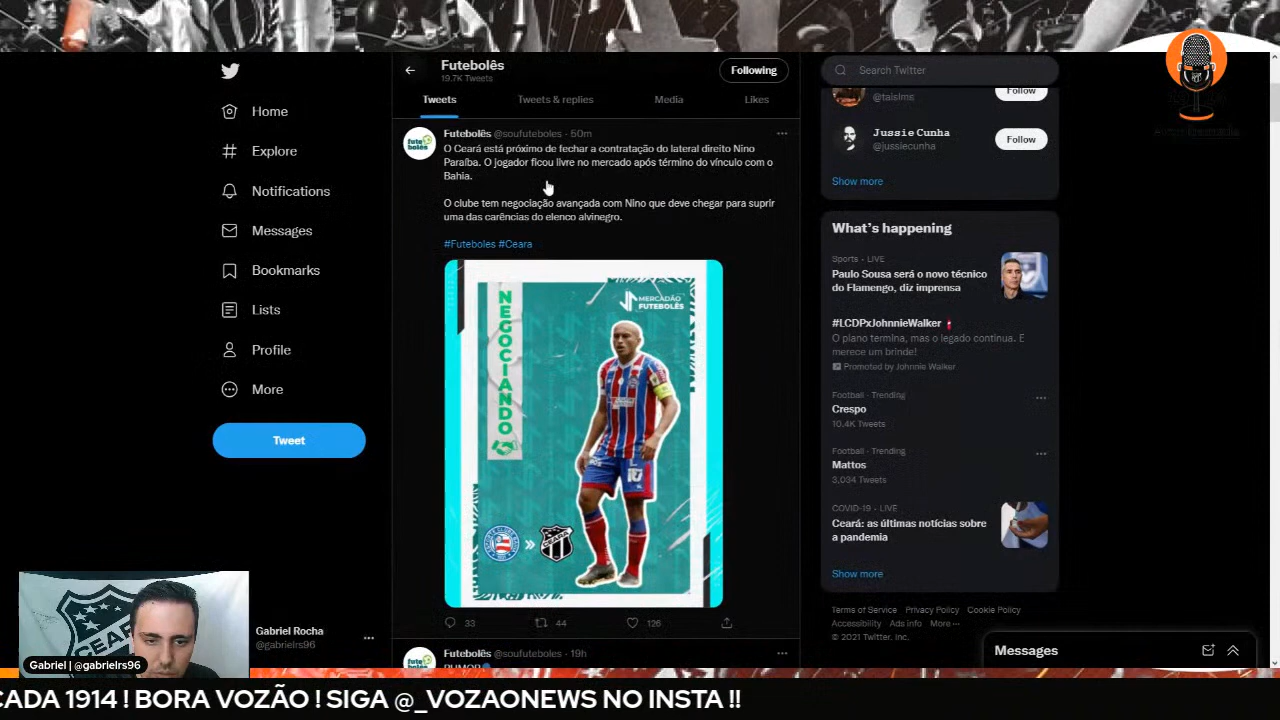 Futebolês
19.7K Tweets
Following
Tweets
Tweets & replies
Media
Likes
Home
Explore
Notifications
Messages
Bookmarks
Lists
Profile
More
Tweet
Futebolês @soufuteboles · 50m
O Ceará está próximo de fechar a contratação do lateral direito Nino
Paraíba. O jogador ficou livre no mercado após término do vínculo com o
Bahia.
O clube tem negociação avançada com Nino que deve chegar para suprir
uma das carências do elenco alvinegro.
#Futeboles #Ceara
NEGOCIANDO
MERCADÃO
FUTEBOLÊS
CEARÁ
33
44
126
Futebolês @soufuteboles · 19h
Search Twitter
@taislms
Follow
Jussie Cunha
@jussiecunha
Follow
Show more
What's happening
Sports · LIVE
Paulo Sousa será o novo técnico
do Flamengo, diz imprensa
#LCDPxJohnnieWalker
O plano termina, mas o legado continua. E
merece um brinde!
Promoted by Johnnie Walker
Football · Trending
Crespo
10.4K Tweets
Football · Trending
Mattos
3,034 Tweets
COVID-19 · LIVE
Ceará: as últimas notícias sobre
a pandemia
Show more
Terms of Service Privacy Policy Cookie Policy
Accessibility Ads info More ···
© 2021 Twitter, Inc.
Messages
Gabriel Rocha
@gabrielrs96
CEARÁ
Gabriel | @gabrielrs96
CADA 1914 ! BORA VOZÃO ! SIGA @_VOZAONEWS NO INSTA !!